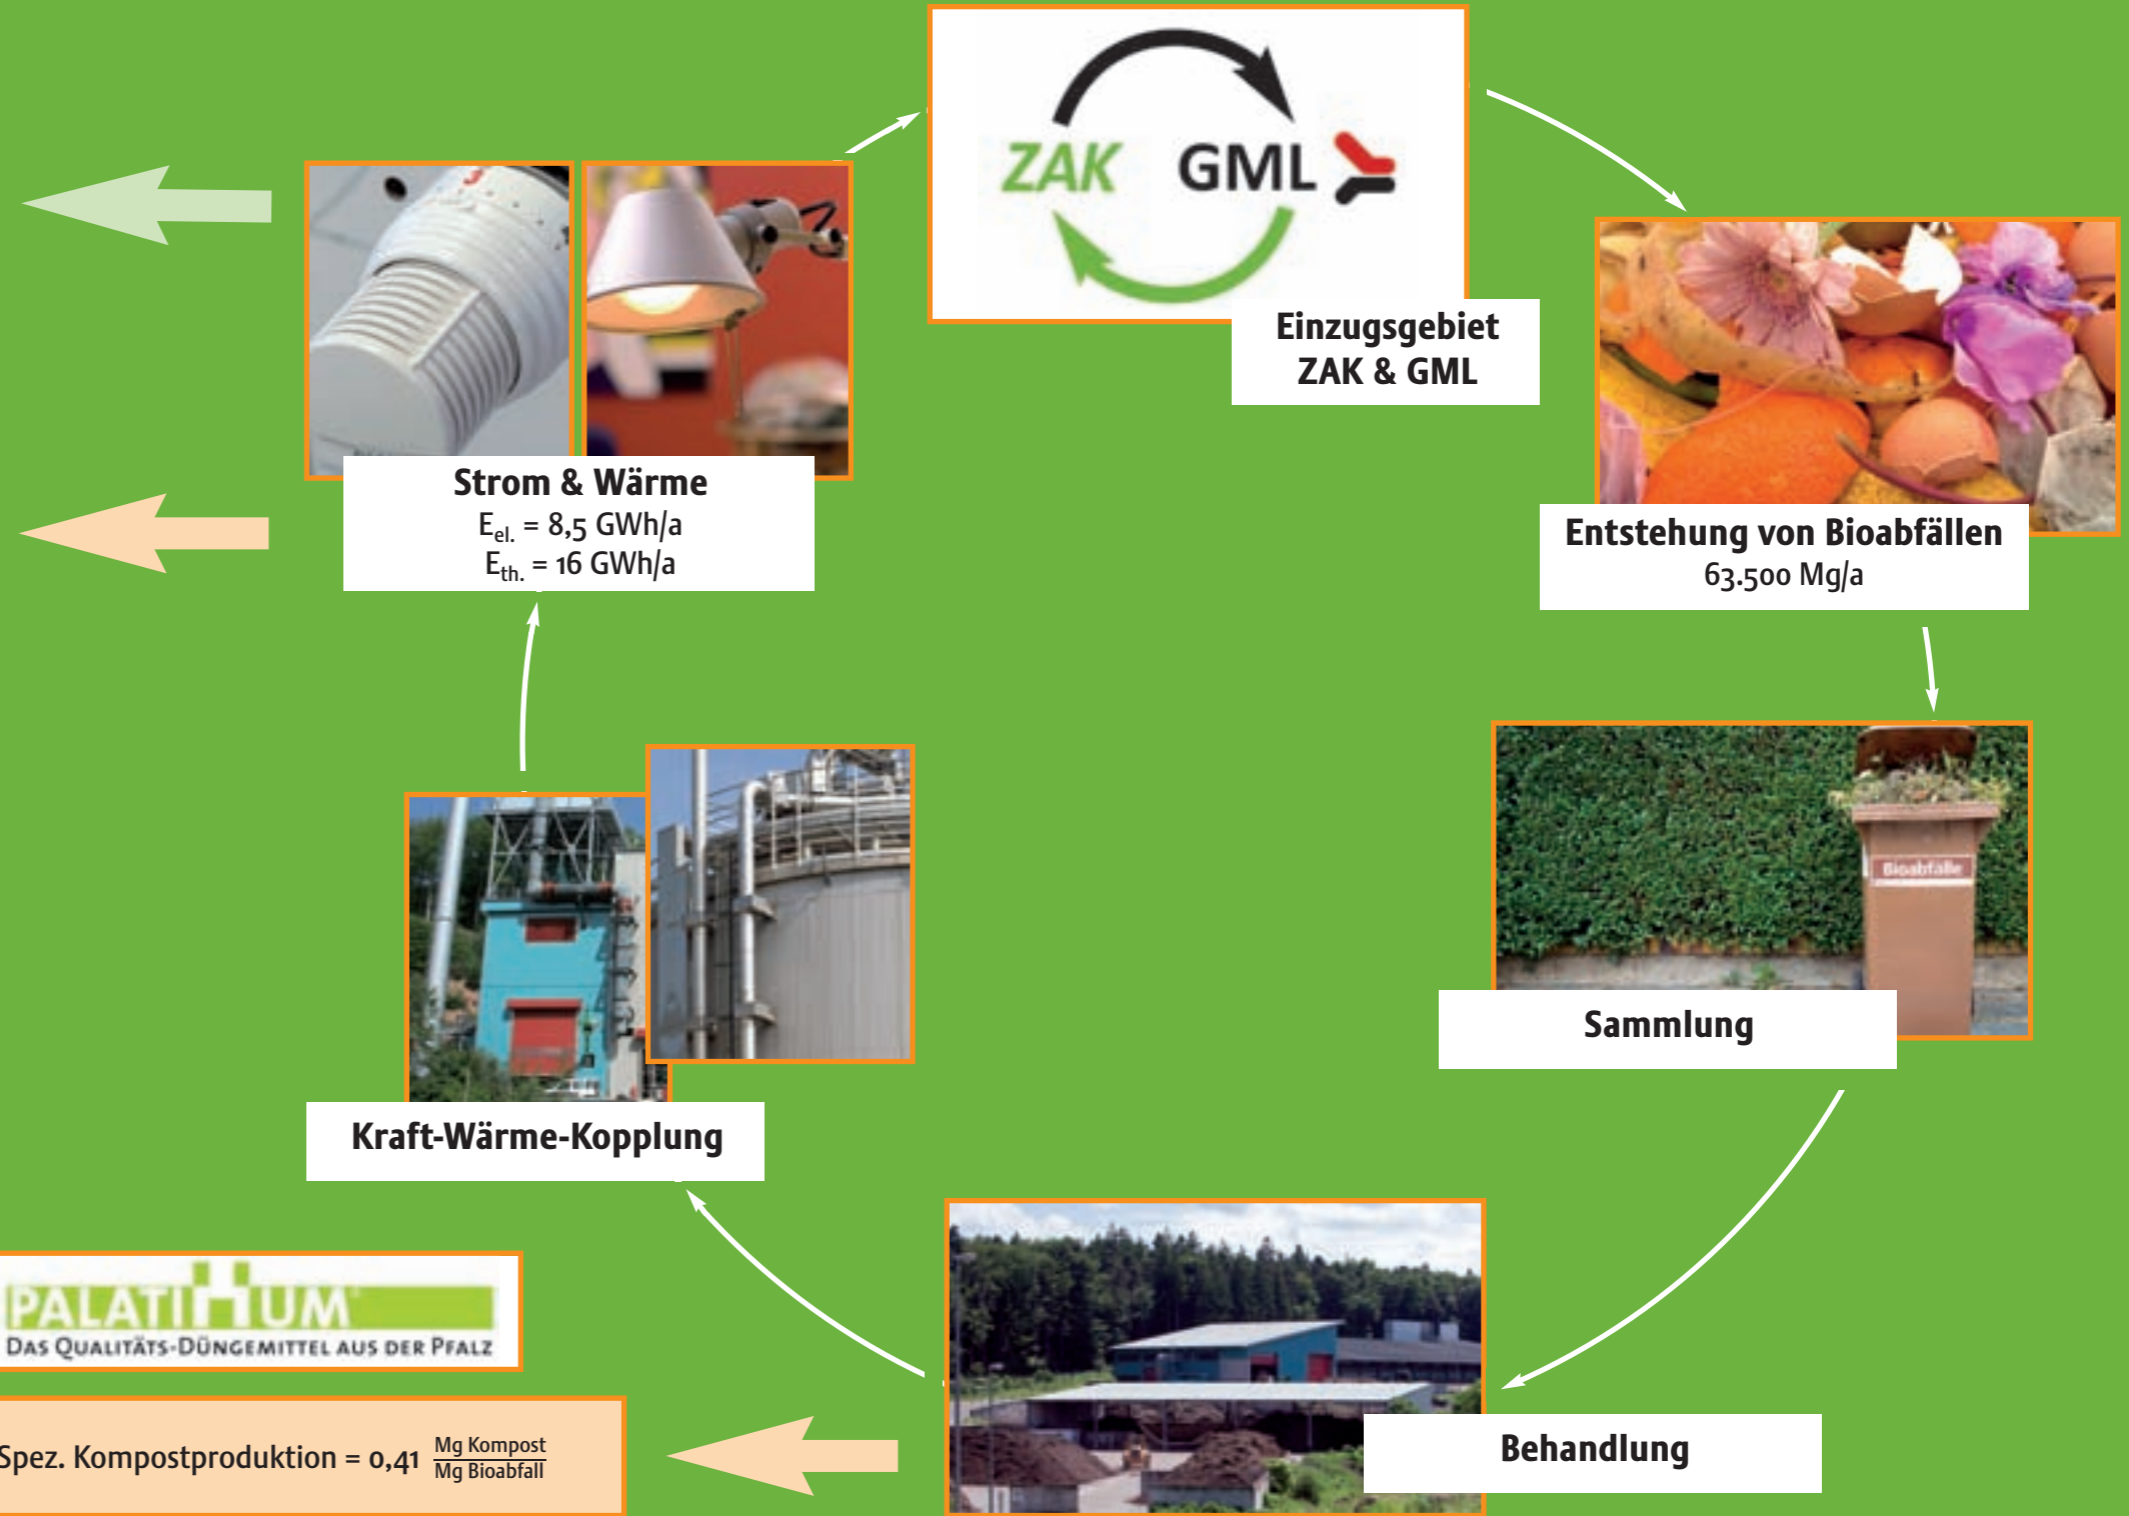 ZAK GML
Einzugsgebiet
ZAK & GML
Entstehung von Bioabfällen
63.500 Mg/a
Bioabfälle
Sammlung
Behandlung
Kraft-Wärme-Kopplung
3
Strom & Wärme
Eel. = 8,5 GWh/a
Eth. = 16 GWh/a
PALATIHUM
DAS QUALITÄTS-DÜNGEMITTEL AUS DER PFALZ
Spez. Kompostproduktion = 0,41 Mg Kompost
Mg Bioabfall